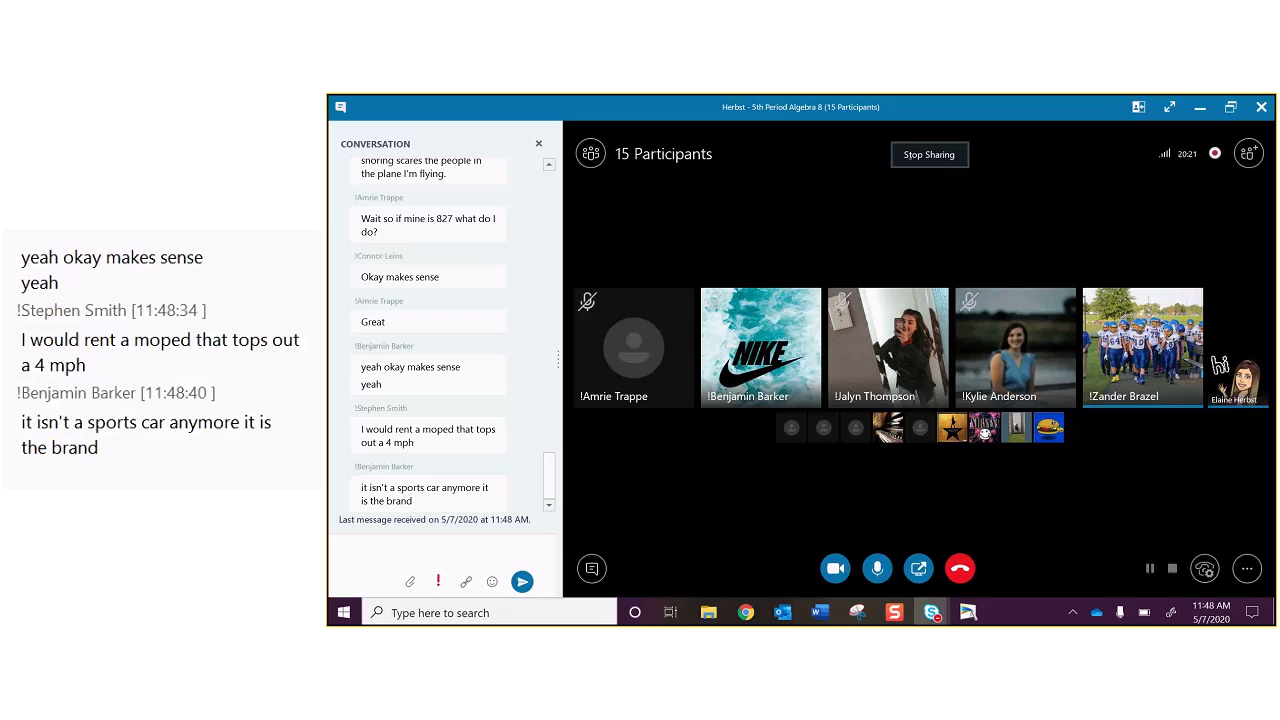 yeah okay makes sense
yeah
!Stephen Smith [11:48:34 ]
I would rent a moped that tops out
a 4 mph
!Benjamin Barker [11:48:40 ]
it isn't a sports car anymore it is
the brand
Herbst - 5th Period Algebra 8 (15 Participants)
CONVERSATION
snoring scares the people in
the plane I'm flying.
!Amrie Trappe
Wait so if mine is 827 what do I
do?
!Connor Leins
Okay makes sense
!Amrie Trappe
Great
!Benjamin Barker
yeah okay makes sense
yeah
!Stephen Smith
I would rent a moped that tops
out a 4 mph
!Benjamin Barker
it isn't a sports car anymore it
is the brand
Last message received on 5/7/2020 at 11:48 AM.
15 Participants
Stop Sharing
20:21
NIKE
hi
!Amrie Trappe
!Benjamin Barker
!Jalyn Thompson
!Kylie Anderson
!Zander Brazel
Elaine Herbst
Type here to search
11:48 AM
5/7/2020